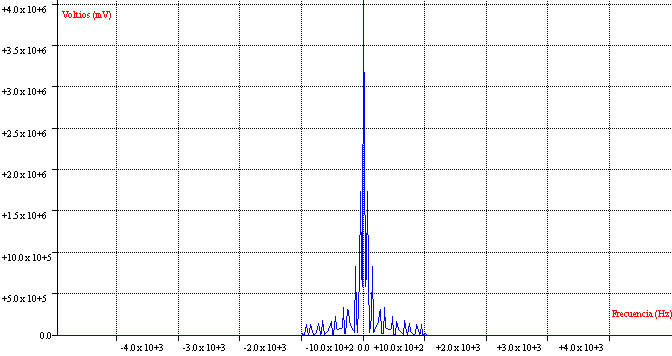 +4.0 x 10+6
Voltios (mV)
+3.5 x 10+6
+3.0 x 10+6
+2.5 x 10+6
+2.0 x 10+6
+1.5 x 10+6
+10.0 x 10+5
+5.0 x 10+5
Frecuencia (Hz)
0.0
-4.0 x 10+3 -3.0 x 10+3 -2.0 x 10+3 -10.0 x 10+2 0.0 +10.0 x 10+2 +2.0 x 10+3 +3.0 x 10+3 +4.0 x 10+3